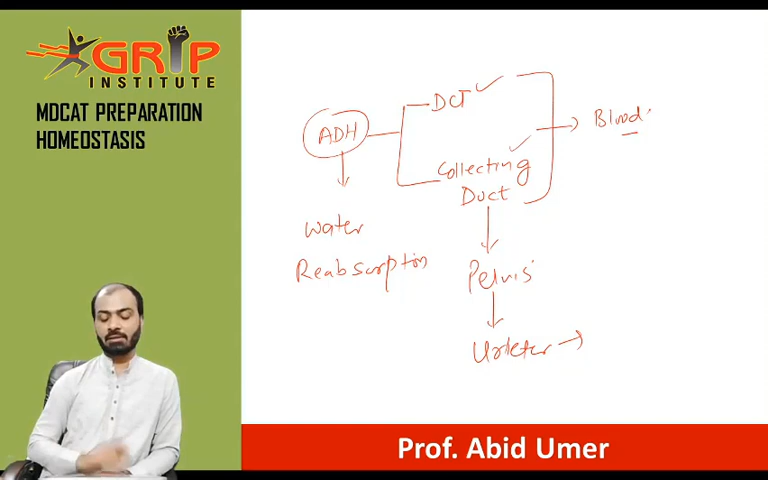 GRIP
INSTITUTE
MDCAT PREPARATION
HOMEOSTASIS
ADH
DCT
Collecting
Duct
Blood
Water
Reabsorption
Pelvis
Ureter
Prof. Abid Umer